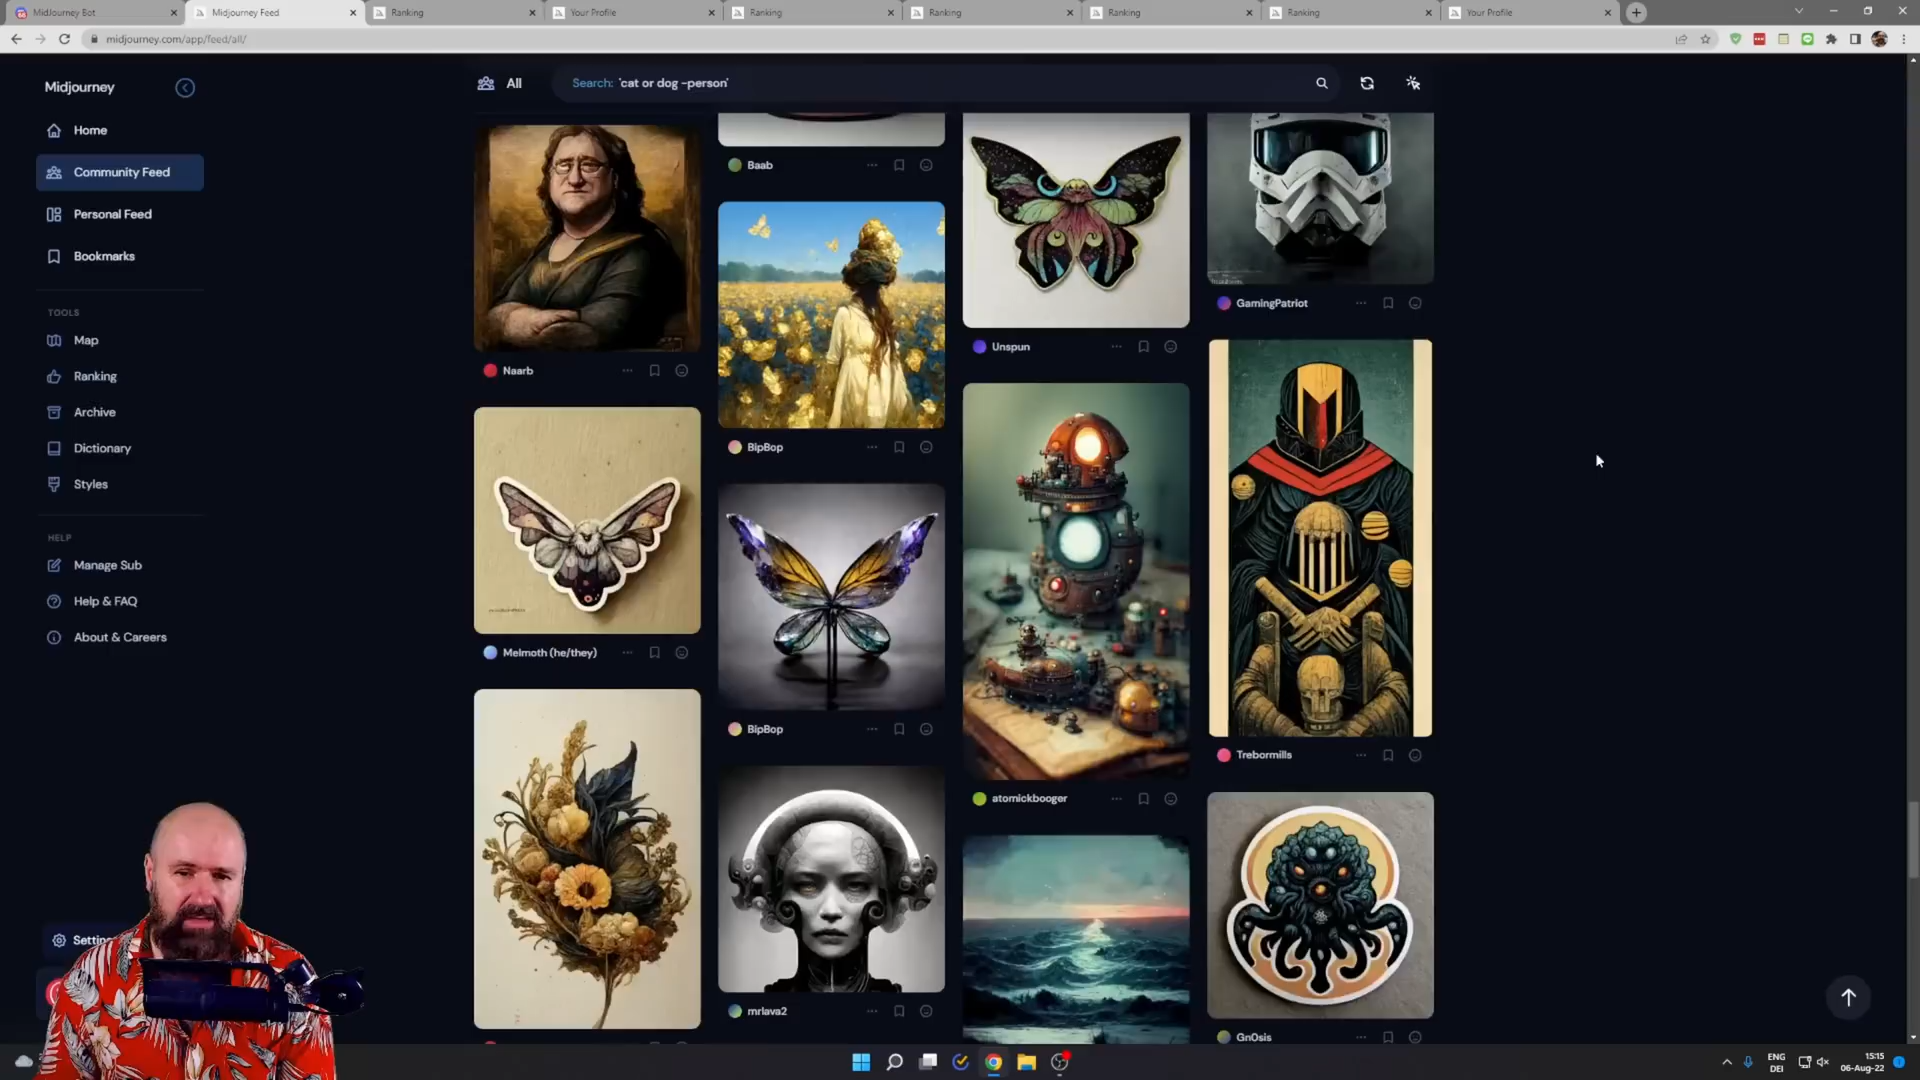 MidJourney Bot
Midjourney Feed
Ranking
Your Profile
Ranking
Ranking
Ranking
Ranking
Your Profile
midjourney.com/app/feed/all/
Midjourney
All
Search: 'cat or dog -person'
Home
Community Feed
Personal Feed
Bookmarks
TOOLS
Map
Ranking
Archive
Dictionary
Styles
HELP
Manage Sub
Help & FAQ
About & Careers
Settin
Naarb
Melmoth (he/they)
Baab
BipBop
BipBop
mrlava2
Unspun
atomickbooger
GamingPatriot
Trebormills
Gn0sis
ENG
DEI
15:15
06-Aug-22